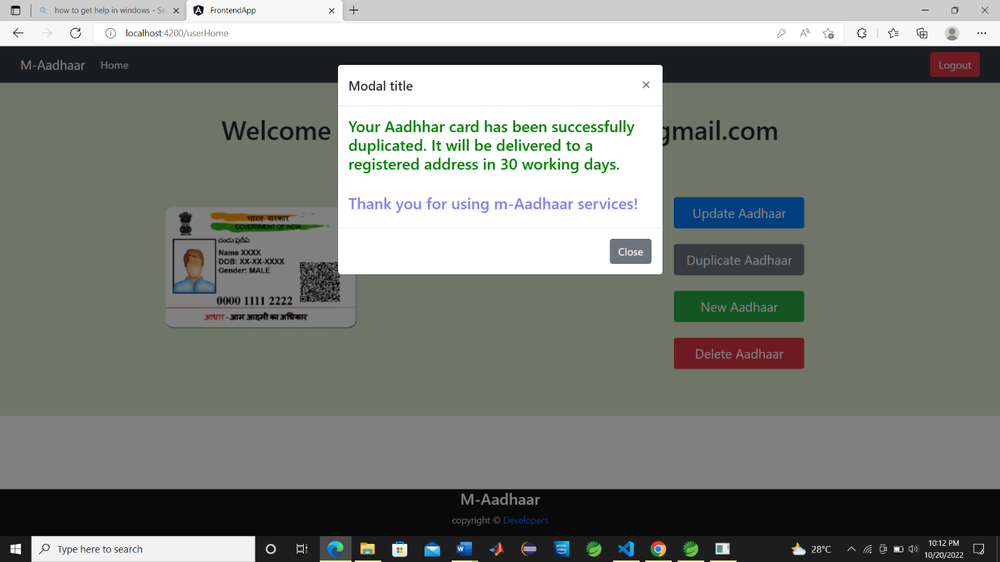 how to get help in windows - Se
FrontendApp
localhost:4200/userHome
M-Aadhaar
Home
Logout
Modal title
×
Your Aadhhar card has been successfully
duplicated. It will be delivered to a
registered address in 30 working days.
Thank you for using m-Aadhaar services!
Close
Welcome
gmail.com
भारत सरकार
GOVERNMENT OF INDIA
Name XXXX
DOB: XX-XX-XXXX
Gender: MALE
0000 1111 2222
आधार - आम आदमी का अधिकार
Update Aadhaar
Duplicate Aadhaar
New Aadhaar
Delete Aadhaar
M-Aadhaar
copyright © Developers
Type here to search
28°C
10:12 PM
10/20/2022